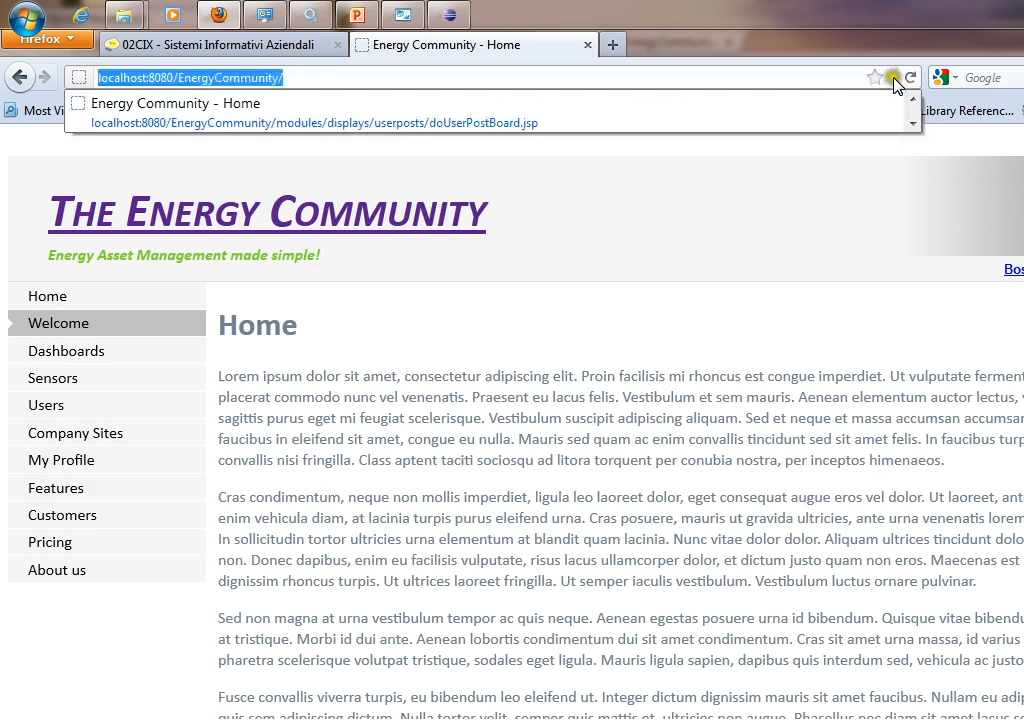 Firefox
02CIX - Sistemi Informativi Aziendali
Energy Community - Home
localhost:8080/EnergyCommunity/
Google
Most Vi
Energy Community - Home
localhost:8080/EnergyCommunity/modules/displays/userposts/doUserPostBoard.jsp
Library Referenc...
THE ENERGY COMMUNITY
Energy Asset Management made simple!
Bos
Home
Welcome
Dashboards
Sensors
Users
Company Sites
My Profile
Features
Customers
Pricing
About us
Home
Lorem ipsum dolor sit amet, consectetur adipiscing elit. Proin facilisis mi rhoncus est congue imperdiet. Ut vulputate ferment
placerat commodo nunc vel venenatis. Praesent eu lacus felis. Vestibulum et sem mauris. Aenean elementum auctor lectus, v
sagittis purus eget mi feugiat scelerisque. Vestibulum suscipit adipiscing aliquam. Sed et neque et massa accumsan accumsan
faucibus in eleifend sit amet, congue eu nulla. Mauris sed quam ac enim convallis tincidunt sed sit amet felis. In faucibus turp
convallis nisi fringilla. Class aptent taciti sociosqu ad litora torquent per conubia nostra, per inceptos himenaeos.
Cras condimentum, neque non mollis imperdiet, ligula leo laoreet dolor, eget consequat augue eros vel dolor. Ut laoreet, ant
enim vehicula diam, at lacinia turpis purus eleifend urna. Cras posuere, mauris ut gravida ultricies, ante urna venenatis lorem
In sollicitudin tortor ultricies urna elementum at blandit quam lacinia. Nunc vitae dolor dolor. Aliquam ultrices tincidunt dolo
non. Donec dapibus, enim eu facilisis vulputate, risus lacus ullamcorper dolor, et dictum justo quam non eros. Maecenas est
dignissim rhoncus turpis. Ut ultrices laoreet fringilla. Ut semper iaculis vestibulum. Vestibulum luctus ornare pulvinar.
Sed non magna at urna vestibulum tempor ac quis neque. Aenean egestas posuere urna id bibendum. Quisque vitae bibendu
at tristique. Morbi id dui ante. Aenean lobortis condimentum dui sit amet condimentum. Cras sit amet urna massa, id varius
pharetra scelerisque volutpat tristique, sodales eget ligula. Mauris ligula sapien, dapibus quis interdum sed, vehicula ac justo
Fusce convallis viverra turpis, eu bibendum leo eleifend ut. Integer dictum dignissim mauris sit amet faucibus. Nullam eu adip